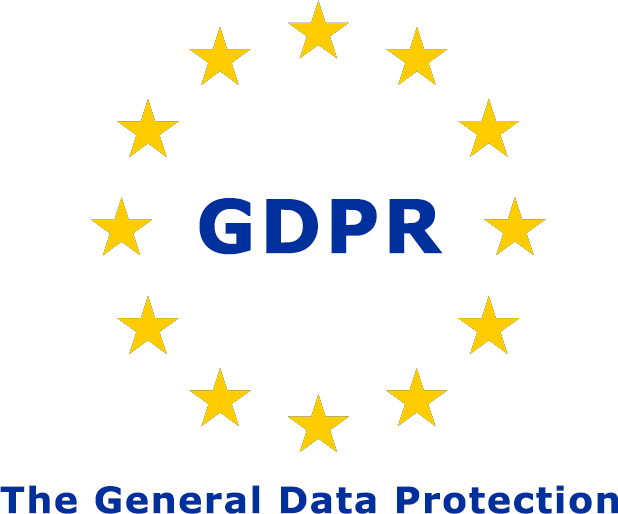 GDPR
The General Data Protection